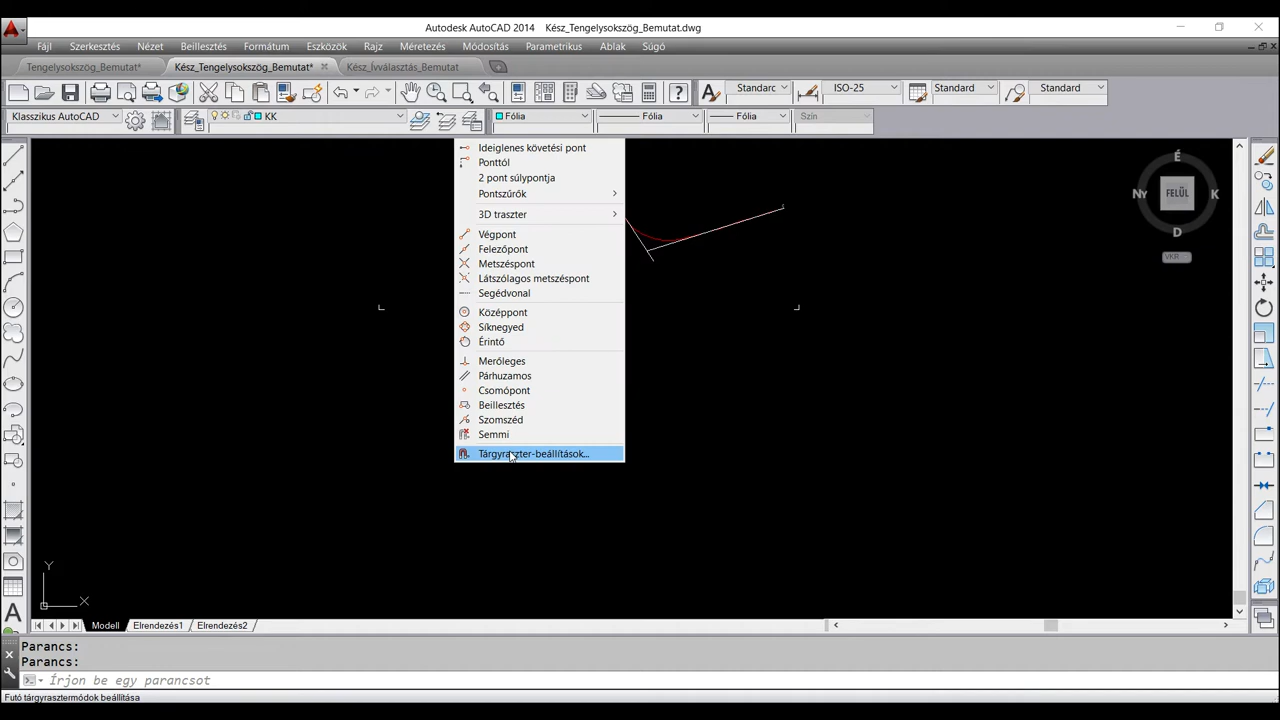 Autodesk AutoCAD 2014 Kész_Tengelysokszög_Bemutat.dwg
Fájl Szerkesztés Nézet Beillesztés Formátum Eszközök Rajz Méretezés Módosítás Parametrikus Ablak Súgó
Tengelysokszög_Bemutat* Kész_Tengelysokszög_Bemutat* Kész_Ívválasztás_Bemutat
Standarc ISO-25 Standard Standard
Klasszikus AutoCAD KK Fólia Fólia Fólia Szín
Ideiglenes követési pont
Ponttól
2 pont súlypontja
Pontszűrők
3D traszter
Végpont
Felezőpont
Metszéspont
Látszólagos metszéspont
Segédvonal
Középpont
Síknegyed
Érintő
Merőleges
Párhuzamos
Csomópont
Beillesztés
Szomszéd
Semmi
Tárgyraszter-beállítások...
É
NY FELÜL K
D
VKR
Y
X
A
Modell Elrendezés1 Elrendezés2
Parancs:
Parancs:
Írjon be egy parancsot
Futó tárgyrasztermódok beállítása